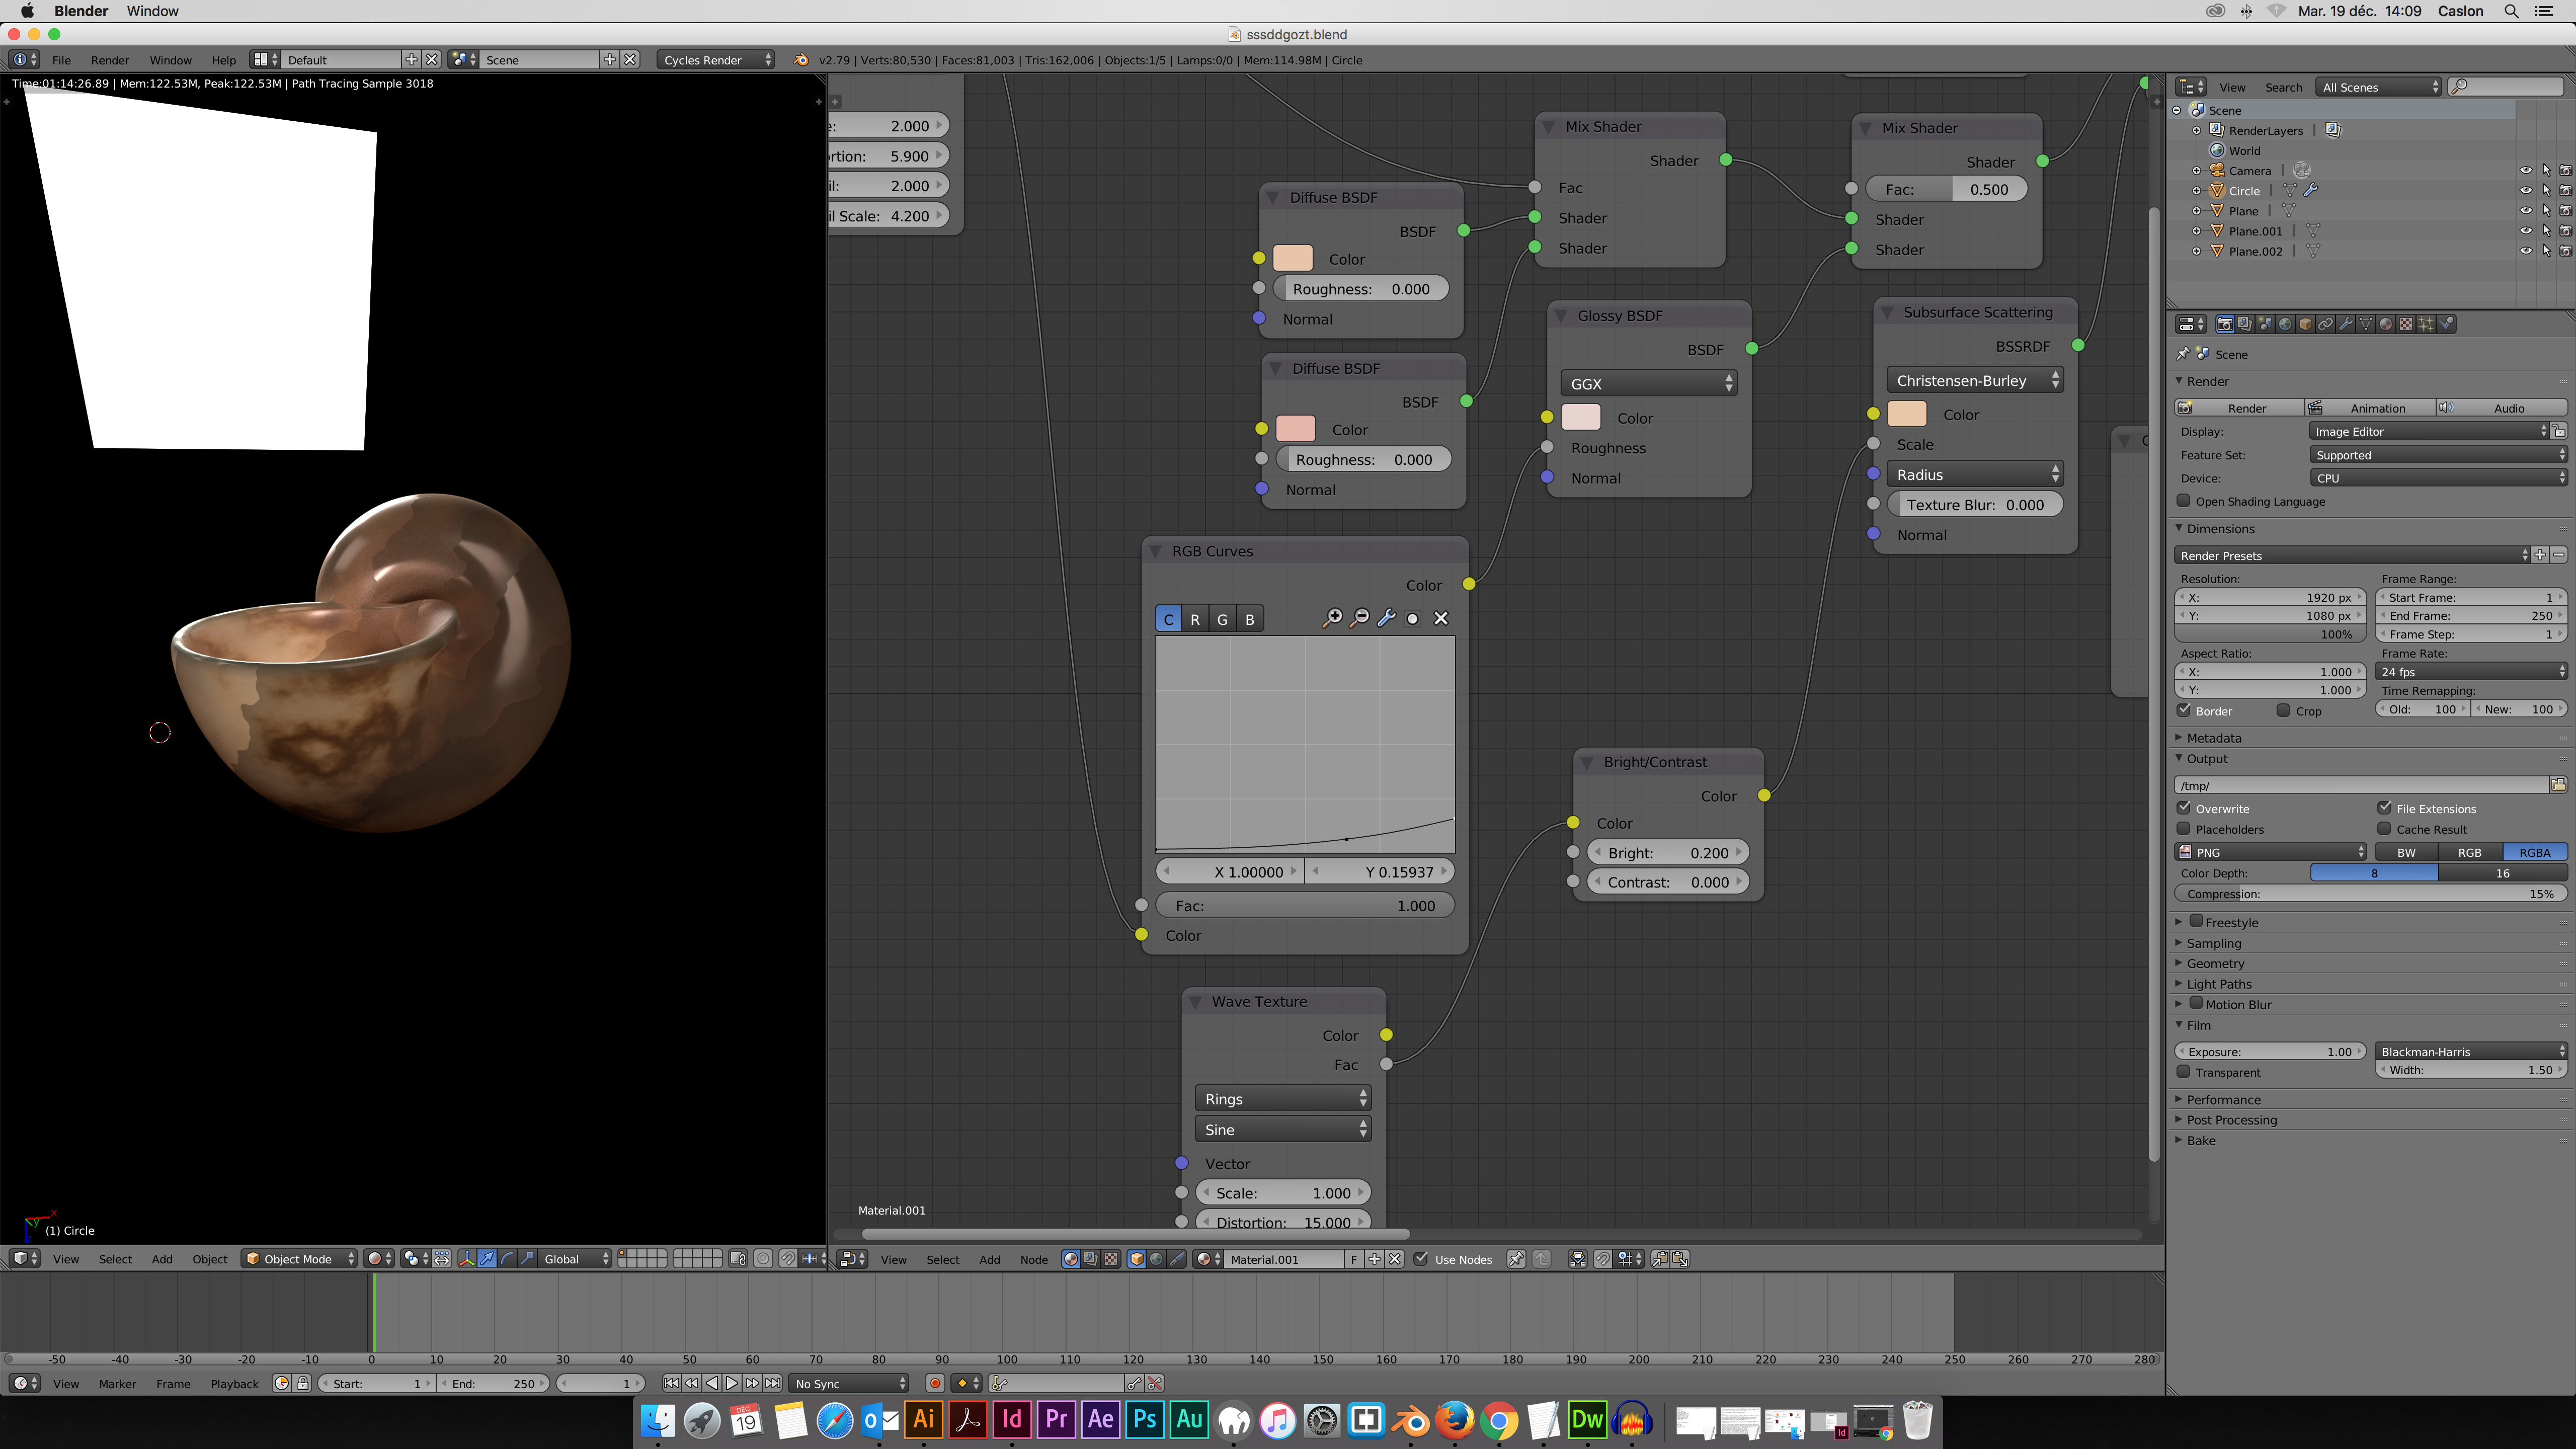 Blender Window
Mar. 19 déc. 14:09 Caslon
sssddgozt.blend
File Render Window Help Default Scene Cycles Render v2.79 | Verts:80,530 | Faces:81,003 | Tris:162,006 | Objects:1/5 | Lamps:0/0 | Mem:114.98M | Circle
Time:01:14:26.89 | Mem:122.53M, Peak:122.53M | Path Tracing Sample 3018
(1) Circle
View Select Add Object Object Mode Global
2.000
ortion: 5.900
il: 2.000
il Scale: 4.200
Diffuse BSDF
BSDF
Color
Roughness: 0.000
Normal
Diffuse BSDF
BSDF
Color
Roughness: 0.000
Normal
Mix Shader
Shader
Fac
Shader
Shader
Mix Shader
Shader
Fac: 0.500
Shader
Shader
Glossy BSDF
BSDF
GGX
Color
Roughness
Normal
Subsurface Scattering
BSSRDF
Christensen-Burley
Color
Scale
Radius
Texture Blur: 0.000
Normal
RGB Curves
Color
C R G B
X 1.00000 Y 0.15937
Fac: 1.000
Color
Bright/Contrast
Color
Color
Bright: 0.200
Contrast: 0.000
Wave Texture
Color
Fac
Rings
Sine
Vector
Scale: 1.000
Distortion: 15.000
Material.001
View Select Add Node Material.001 F Use Nodes
View Search All Scenes
Scene
RenderLayers
World
Camera
Circle
Plane
Plane.001
Plane.002
Scene
Render
Render Animation Audio
Display: Image Editor
Feature Set: Supported
Device: CPU
Open Shading Language
Dimensions
Render Presets
Resolution: Frame Range:
X: 1920 px Start Frame: 1
Y: 1080 px End Frame: 250
100% Frame Step: 1
Aspect Ratio: Frame Rate:
X: 1.000 24 fps
Y: 1.000 Time Remapping:
Border Crop Old: 100 New: 100
Metadata
Output
/tmp/
Overwrite File Extensions
Placeholders Cache Result
PNG BW RGB RGBA
Color Depth: 8 16
Compression: 15%
Freestyle
Sampling
Geometry
Light Paths
Motion Blur
Film
Exposure: 1.00 Blackman-Harris
Transparent Width: 1.50
Performance
Post Processing
Bake
-50 -40 -30 -20 -10 0 10 20 30 40 50 60 70 80 90 100 110 120 130 140 150 160 170 180 190 200 210 220 230 240 250 260 270 280
View Marker Frame Playback Start: 1 End: 250 1 No Sync
DÉC. 19 Ai Id Pr Ae Ps Au Dw Id